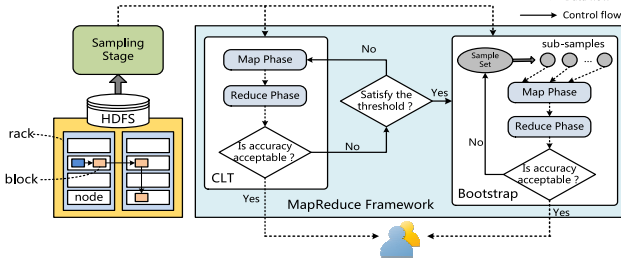 Control flow
Sampling
Stage
HDFS
rack
block
node
Map Phase
Reduce Phase
Is accuracy
acceptable ?
CLT
Yes
No
No
Satisfy the
threshold ?
Yes
MapReduce Framework
Sample
Set
sub-samples
...
Map Phase
Reduce Phase
No
Is accuracy
acceptable ?
Bootstrap
Yes